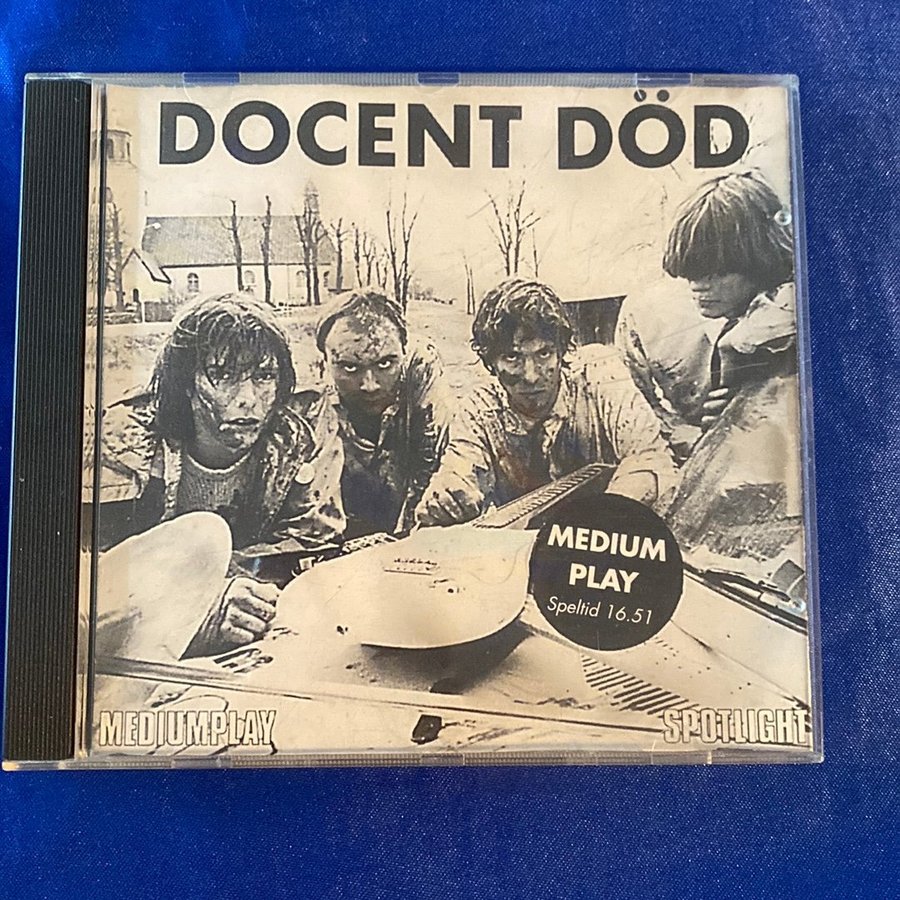 DOCENT DÖD
MEDIUM
PLAY
Speltid 16.51
MEDIUMPLAY
SPOTLIGHT